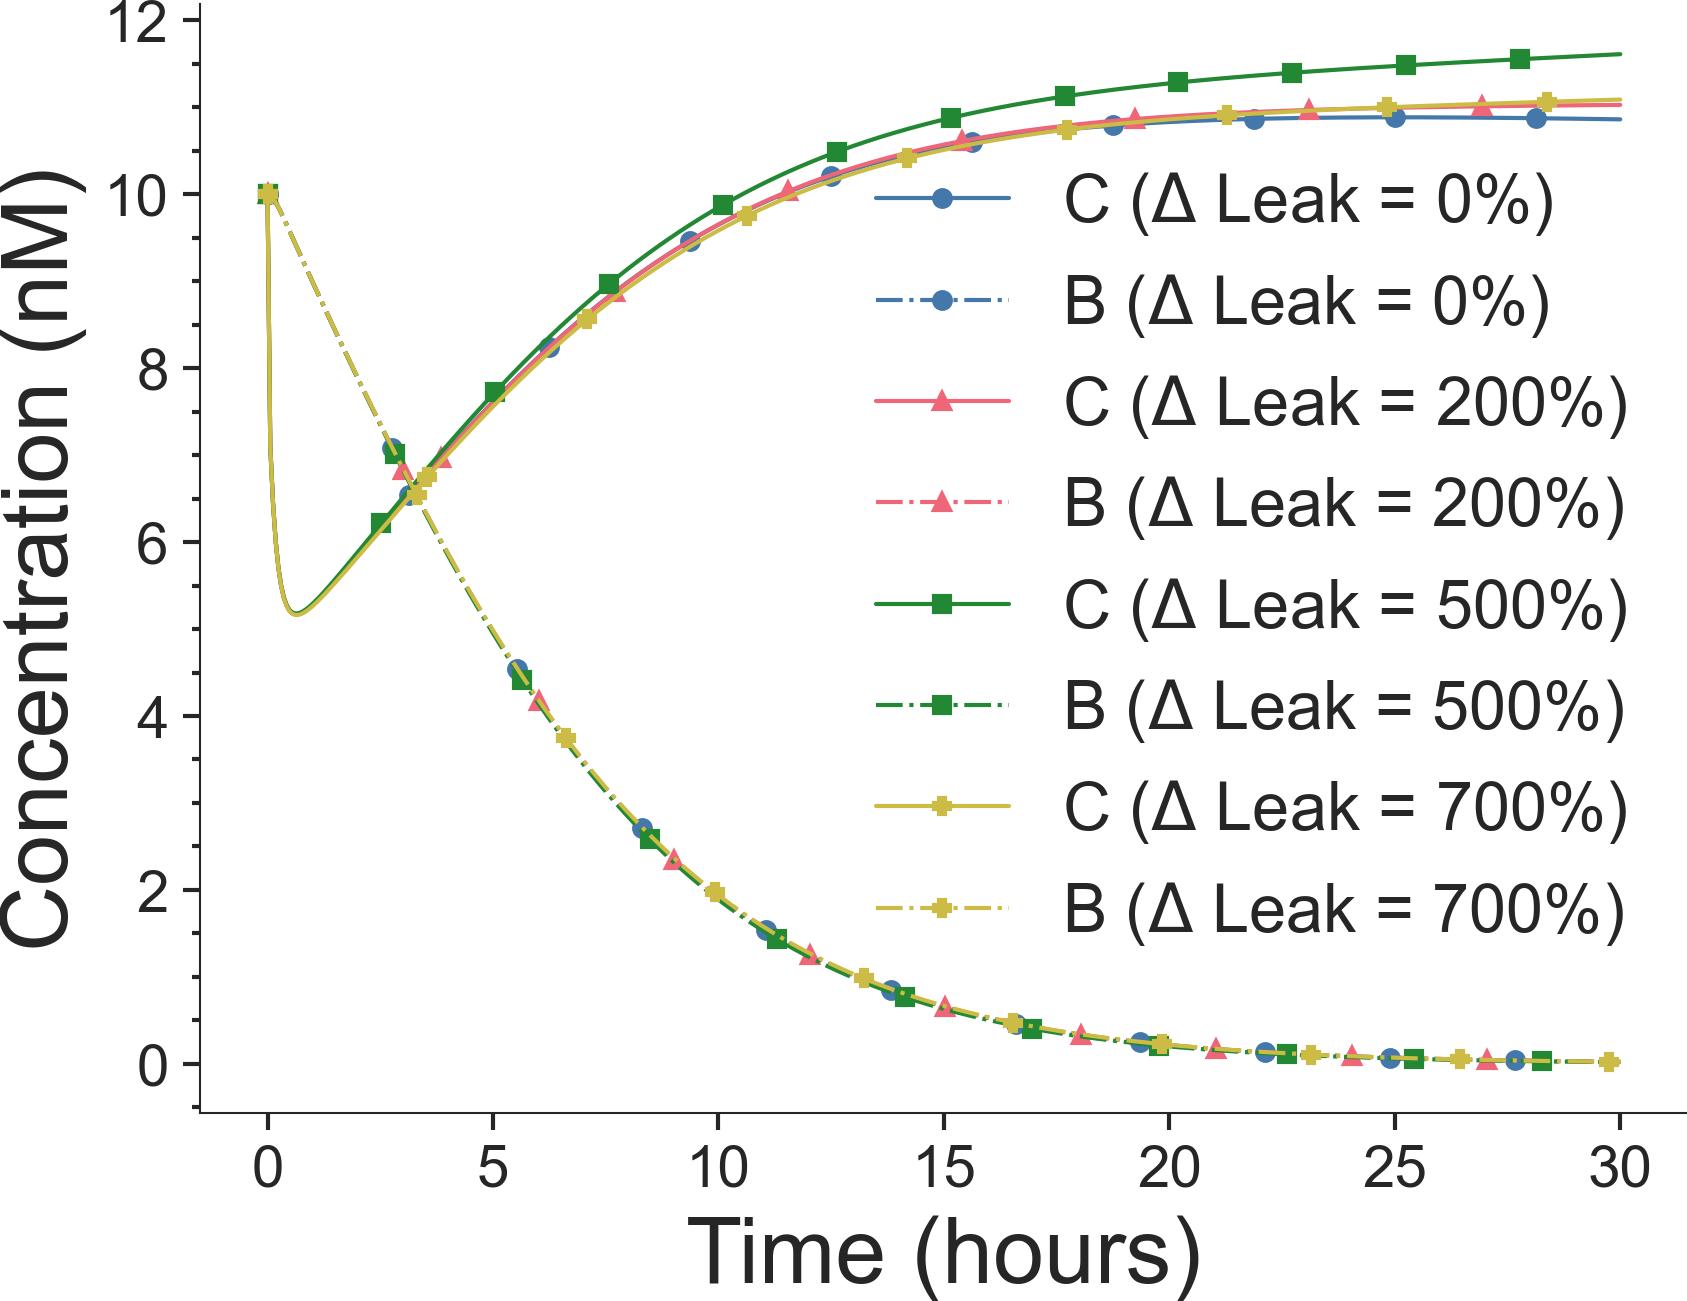 Concentration (nM)
12
10
8
6
4
2
0
C (Δ Leak = 0%)
B (Δ Leak = 0%)
C (Δ Leak = 200%)
B (Δ Leak = 200%)
C (Δ Leak = 500%)
B (Δ Leak = 500%)
C (Δ Leak = 700%)
B (Δ Leak = 700%)
0 5 10 15 20 25 30
Time (hours)